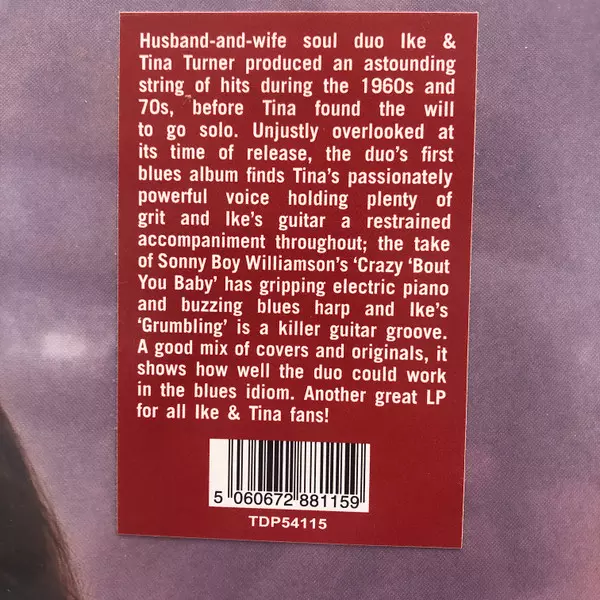 Husband-and-wife soul duo Ike &
Tina Turner produced an astounding
string of hits during the 1960s and
70s, before Tina found the will
to go solo. Unjustly overlooked at
its time of release, the duo's first
blues album finds Tina's passionately
powerful voice holding plenty of
grit and Ike's guitar a restrained
accompaniment throughout; the take
of Sonny Boy Williamson's ‘Crazy ‘Bout
You Baby’ has gripping electric piano
and buzzing blues harp and Ike's
‘Grumbling’ is a killer guitar groove.
A good mix of covers and originals, it
shows how well the duo could work
in the blues idiom. Another great LP
for all Ike & Tina fans!
5 060672 881159
TDP54115